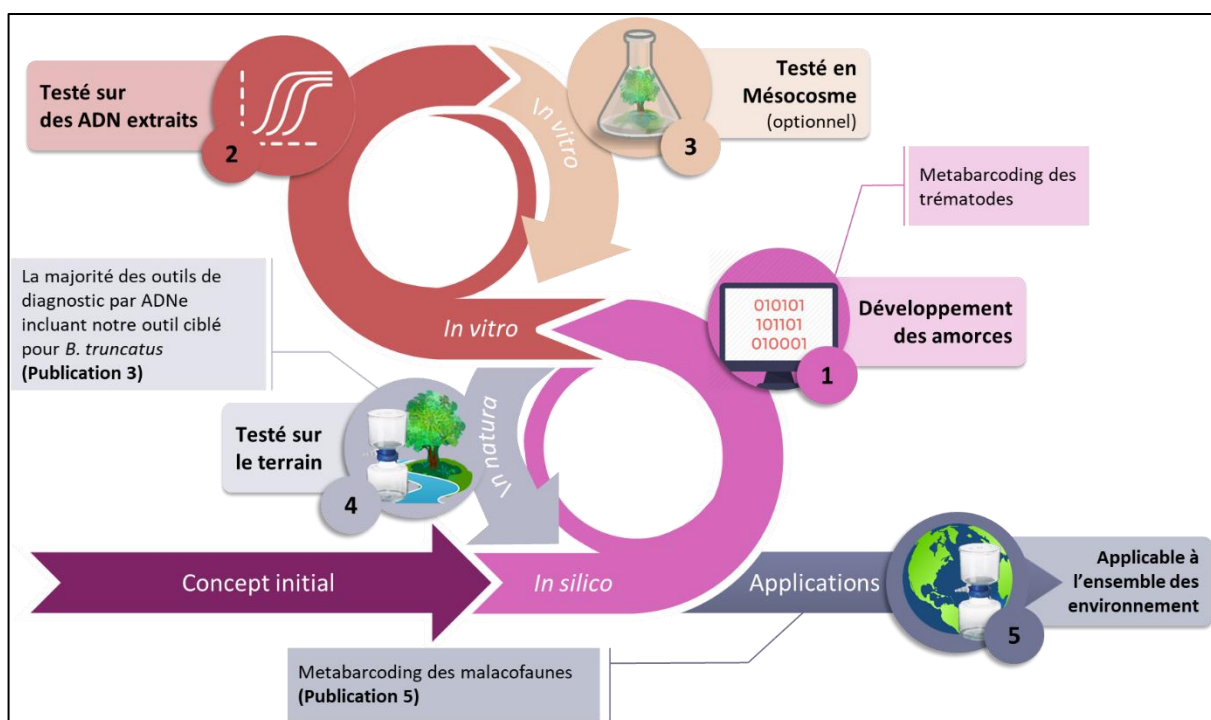 Testé sur
des ADN extraits
2
In vitro
3
Testé en
Mésocosme
(optionnel)
Metabarcoding des
trématodes
La majorité des outils de
diagnostic par ADNe
incluant notre outil ciblé
pour B. truncatus
(Publication 3)
In vitro
010101
101101
010001
1
Développement
des amorces
Testé sur
le terrain
4
In natura
Concept initial
In silico
Applications
5
Applicable à
l’ensemble des
environnement
Metabarcoding des malacofaunes
(Publication 5)